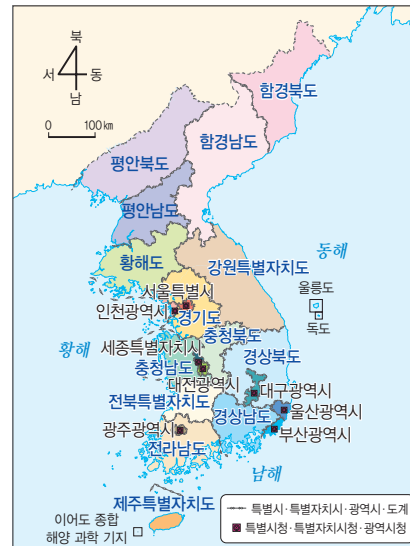 북
서
동
남
0
100km
함경북도
함경남도
평안북도
평안남도
황해도
강원특별자치도
동해
울릉도
독도
서울특별시
인천광역시
경기도
충청북도
황해
세종특별자치시
경상북도
충청남도
대전광역시
대구광역시
전북특별자치도
경상남도
울산광역시
광주광역시
부산광역시
전라남도
남해
제주특별자치도
이어도 종합
해양 과학 기지
특별시·특별자치시·광역시·도계
특별시청·특별자치시청·광역시청